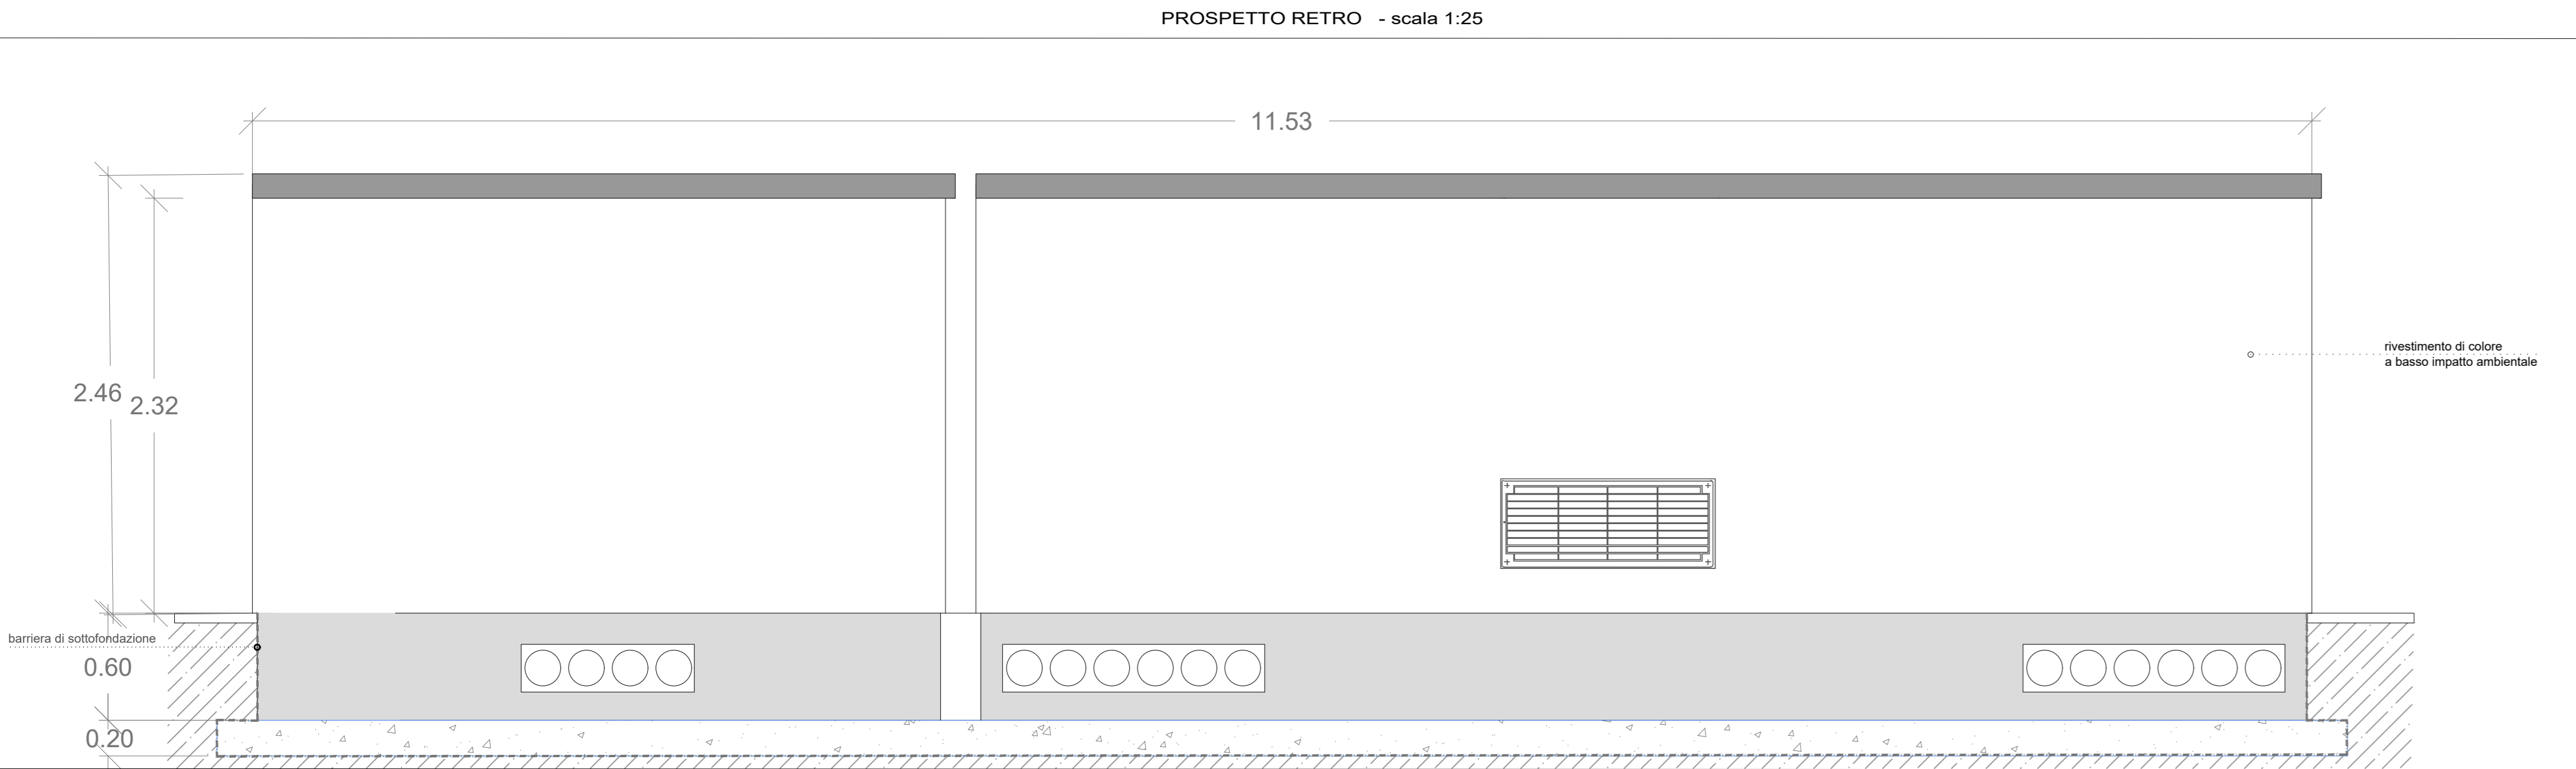 PROSPETTO RETRO - scala 1:25
11.53
rivestimento di colore
a basso impatto ambientale
2.46
2.32
barriera di sottofondazione
0.60
0.20